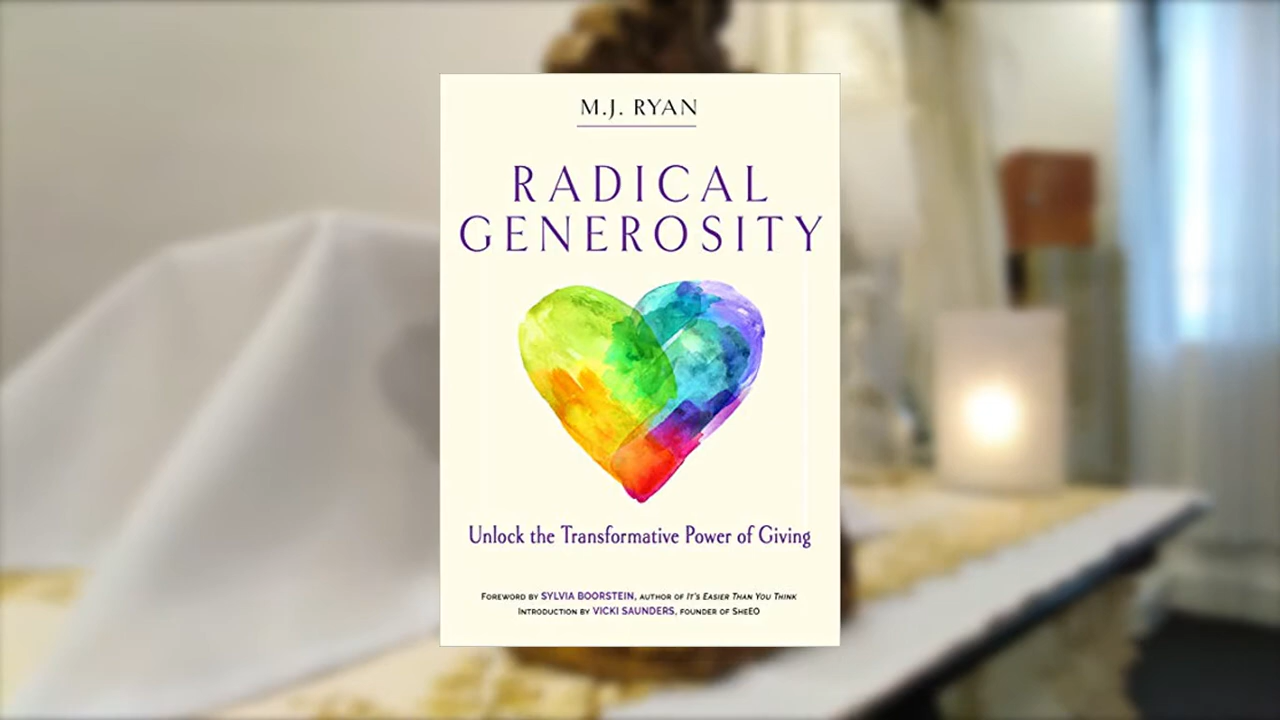 M.J. RYAN
RADICAL
GENEROSITY
Unlock the Transformative Power of Giving
FOREWORD BY SYLVIA BOORSTEIN, AUTHOR OF IT'S EASIER THAN YOU THINK
INTRODUCTION BY VICKI SAUNDERS, FOUNDER OF SHEEO